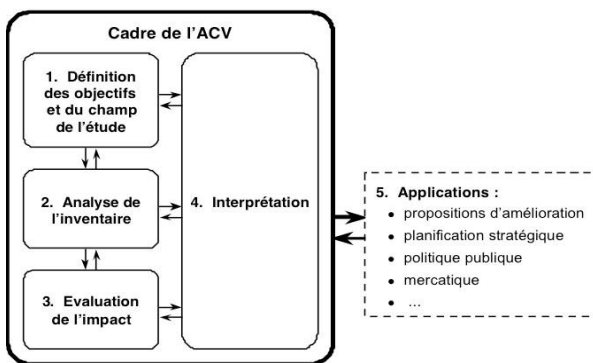 Cadre de l'ACV
1. Définition
des objectifs
et du champ
de l'étude
2. Analyse de
l'inventaire
3. Evaluation
de l'impact
4. Interprétation
5. Applications :
• propositions d'amélioration
• planification stratégique
• politique publique
• mercatique
• ...